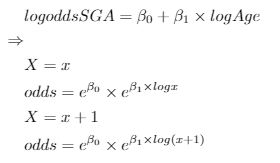 logoddsSGA = β₀ + β₁ × logAge
⇒
X = x
odds = e^{β₀} × e^{β₁×logx}
X = x + 1
odds = e^{β₀} × e^{β₁×log(x+1)}